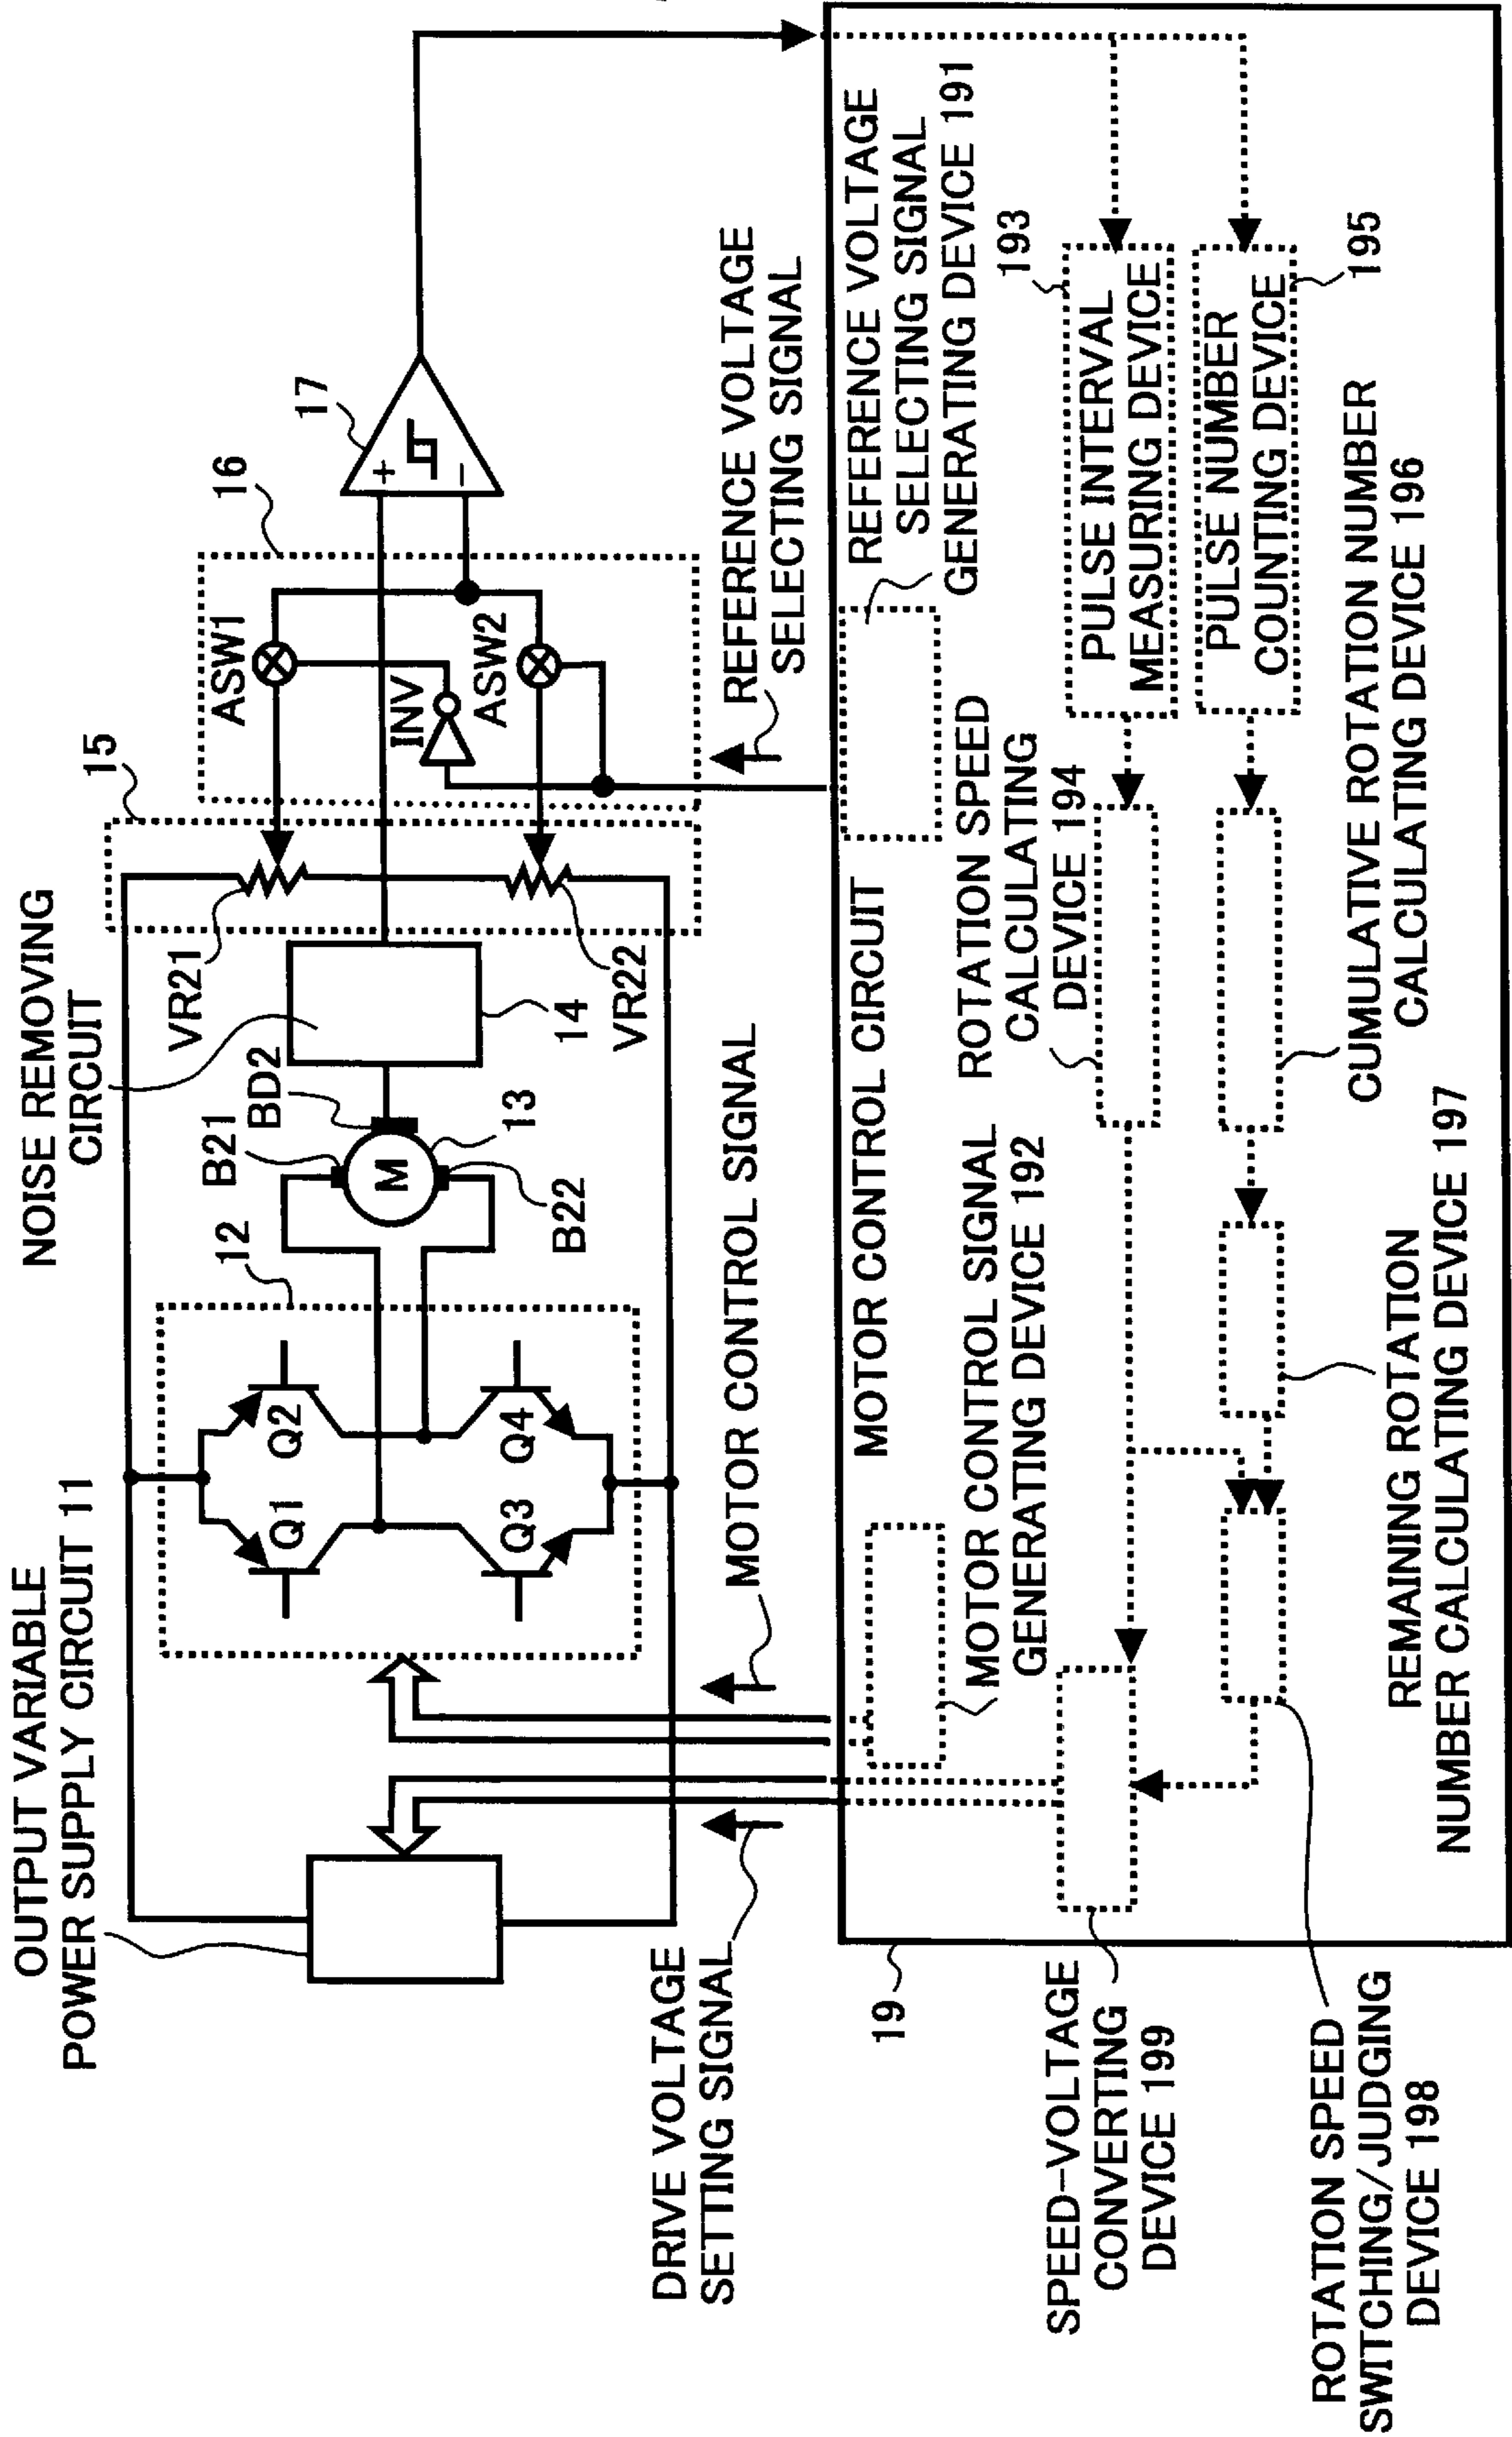 OUTPUT VARIABLE
POWER SUPPLY CIRCUIT 11
NOISE REMOVING
CIRCUIT
12
Q1
Q2
Q3
Q4
B21
BD2
M
13
B22
14
VR21
VR22
15
16
ASW1
INV
ASW2
17
+
−
DRIVE VOLTAGE
SETTING SIGNAL
MOTOR CONTROL SIGNAL
REFERENCE VOLTAGE
SELECTING SIGNAL
19
MOTOR CONTROL CIRCUIT
REFERENCE VOLTAGE
SELECTING SIGNAL
GENERATING DEVICE 191
MOTOR CONTROL SIGNAL
GENERATING DEVICE 192
ROTATION SPEED
CALCULATING
DEVICE 194
193
PULSE INTERVAL
MEASURING DEVICE
PULSE NUMBER
COUNTING DEVICE
195
SPEED-VOLTAGE
CONVERTING
DEVICE 199
ROTATION SPEED
SWITCHING/JUDGING
DEVICE 198
REMAINING ROTATION
NUMBER CALCULATING DEVICE 197
CUMULATIVE ROTATION NUMBER
CALCULATING DEVICE 196